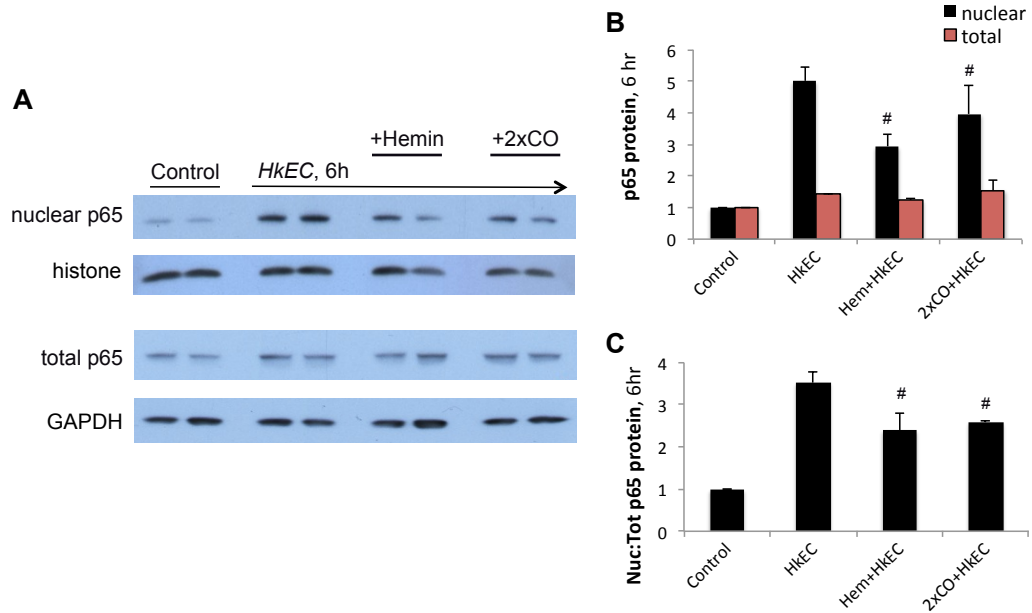 A
+Hemin
+2xCO
Control
HkEC, 6h
nuclear p65
histone
total p65
GAPDH
B
nuclear
total
p65 protein, 6 hr
6
5
4
3
2
1
0
#
#
Control
HkEC
Hem+HkEC
2xCO+HkEC
C
Nuc:Tot p65 protein, 6hr
4
3
2
1
0
#
#
Control
HkEC
Hem+HkEC
2xCO+HkEC